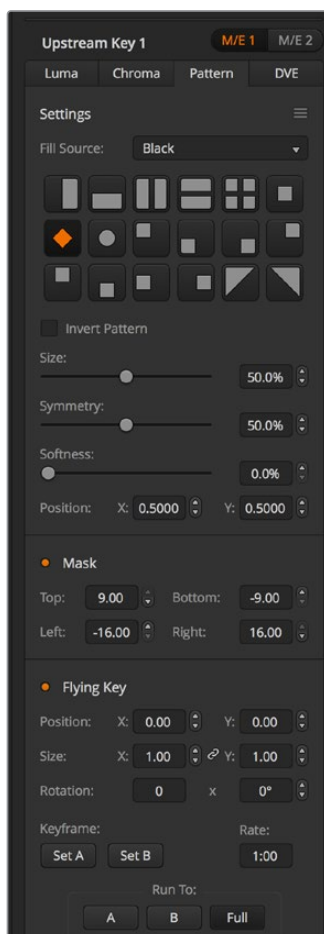 Upstream Key 1 M/E 1 M/E 2
Luma Chroma Pattern DVE
Settings
Fill Source: Black
Invert Pattern
Size:
50.0%
Symmetry:
50.0%
Softness:
0.0%
Position: X: 0.5000 Y: 0.5000
Mask
Top: 9.00 Bottom: -9.00
Left: -16.00 Right: 16.00
Flying Key
Position: X: 0.00 Y: 0.00
Size: X: 1.00 Y: 1.00
Rotation: 0 x 0°
Keyframe: Rate:
Set A Set B 1:00
Run To:
A B Full